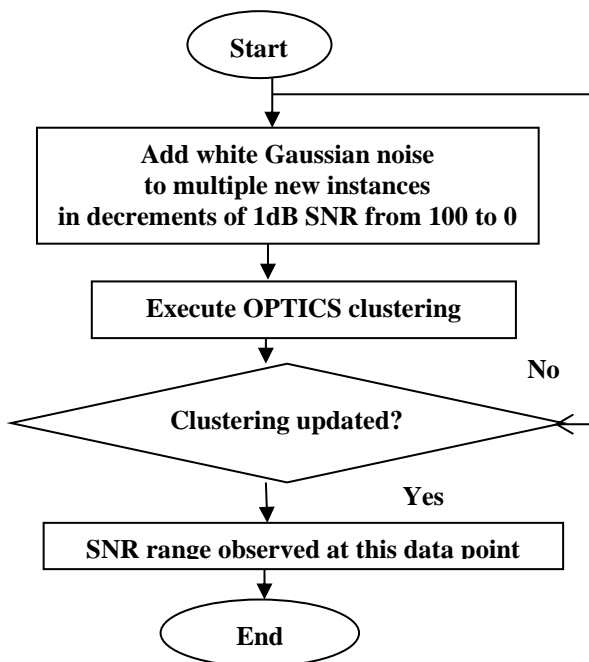 Start
Add white Gaussian noise
to multiple new instances
in decrements of 1dB SNR from 100 to 0
Execute OPTICS clustering
No
Clustering updated?
Yes
SNR range observed at this data point
End